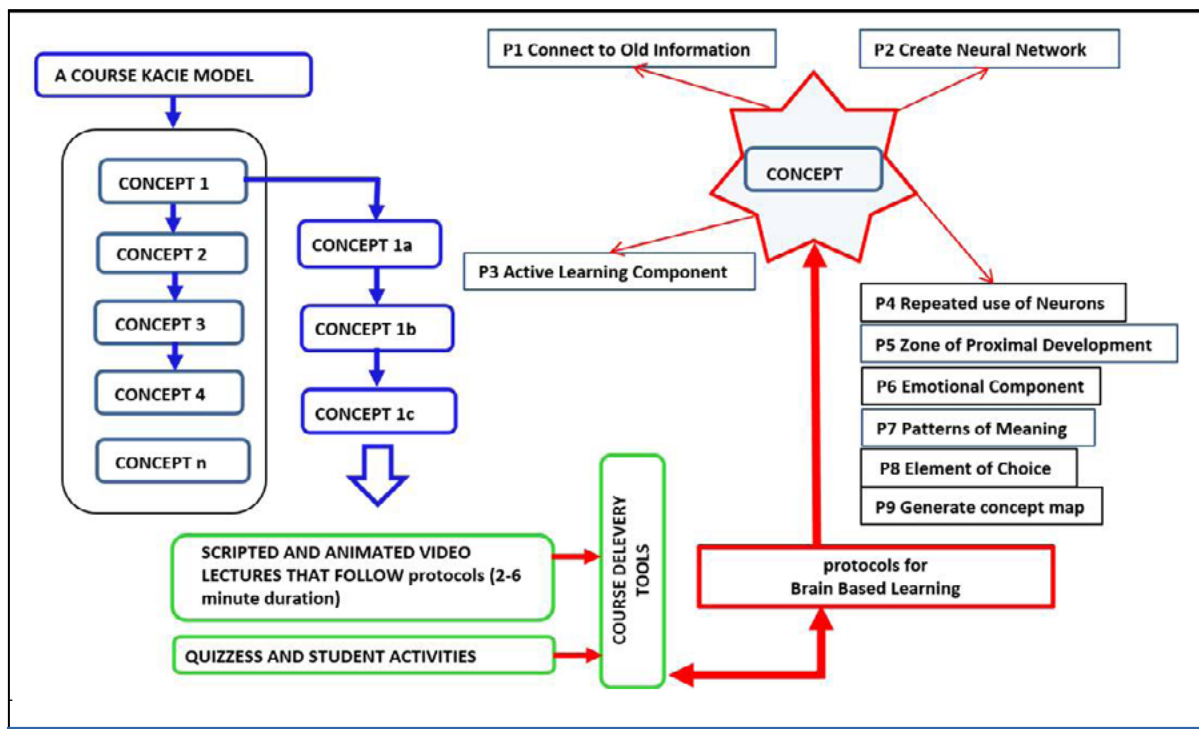 A COURSE KACIE MODEL
CONCEPT 1
CONCEPT 2
CONCEPT 3
CONCEPT 4
CONCEPT n
CONCEPT 1a
CONCEPT 1b
CONCEPT 1c
P1 Connect to Old Information
P2 Create Neural Network
CONCEPT
P3 Active Learning Component
P4 Repeated use of Neurons
P5 Zone of Proximal Development
P6 Emotional Component
P7 Patterns of Meaning
P8 Element of Choice
P9 Generate concept map
SCRIPTED AND ANIMATED VIDEO
LECTURES THAT FOLLOW protocols (2-6
minute duration)
QUIZZESS AND STUDENT ACTIVITIES
COURSE DELEVERY
TOOLS
protocols for
Brain Based Learning